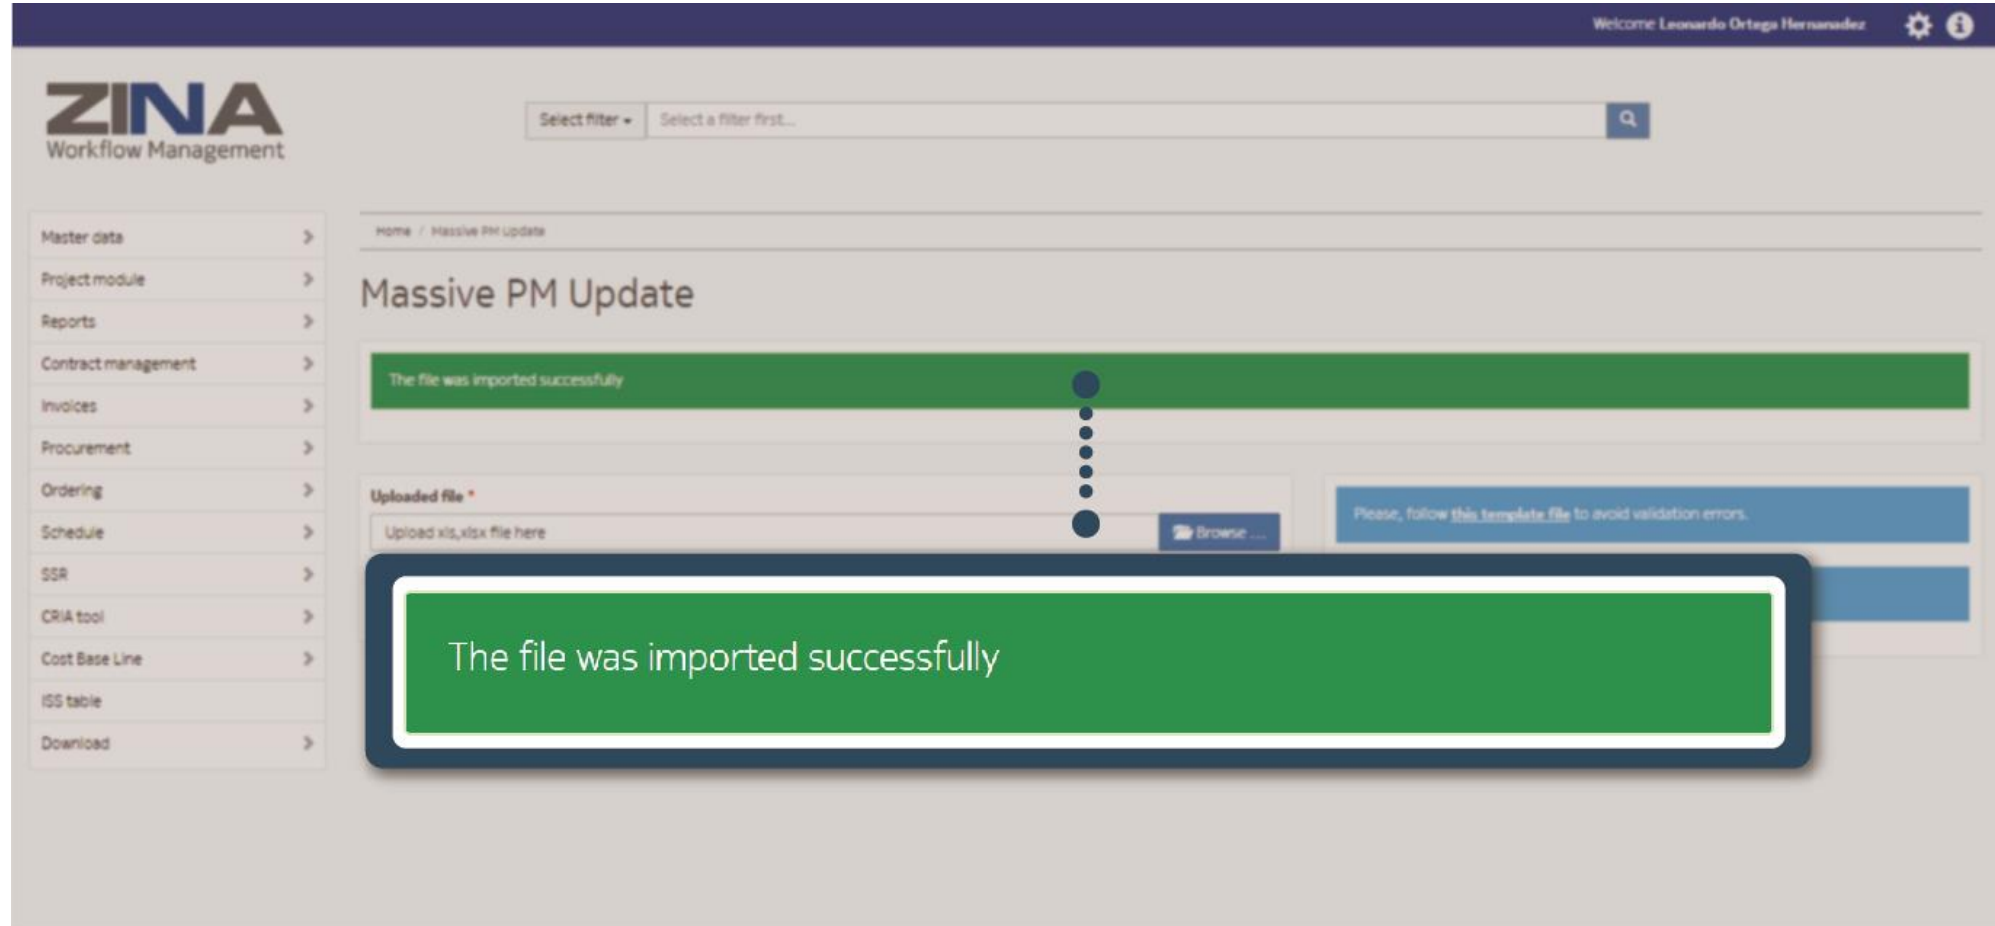 Welcome Leonardo Ortega Hernanadez
ZINA
Workflow Management
Select filter
Select a filter first...
Master data
Project module
Reports
Contract management
Invoices
Procurement
Ordering
Schedule
SSR
CRIA tool
Cost Base Line
ISS table
Download
Home / Massive PM Update
Massive PM Update
The file was imported successfully
Uploaded file *
Upload xls,xlsx file here
Browse ...
Please, follow this template file to avoid validation errors.
The file was imported successfully